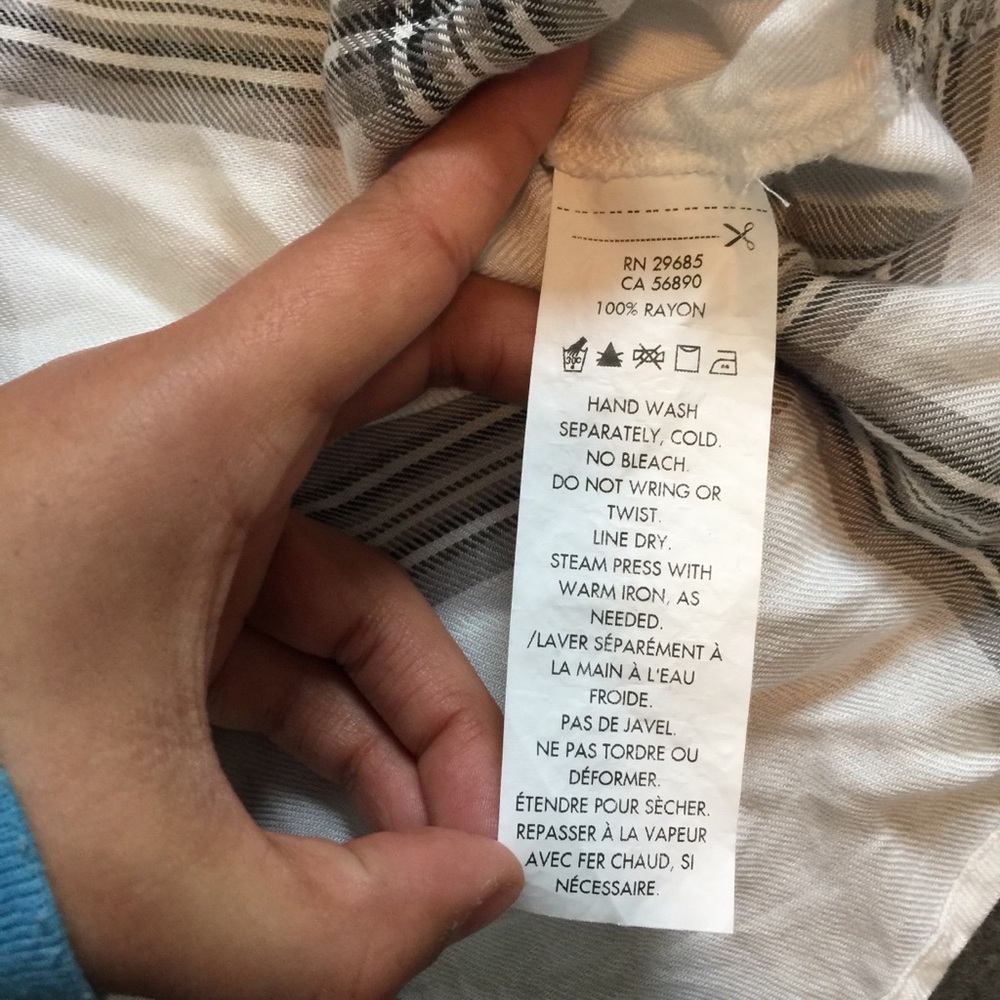 RN 29685
CA 56890
100% RAYON
HAND WASH
SEPARATELY, COLD.
NO BLEACH.
DO NOT WRING OR
TWIST.
LINE DRY.
STEAM PRESS WITH
WARM IRON, AS
NEEDED.
/LAVER SÉPARÉMENT À
LA MAIN À L'EAU
FROIDE.
PAS DE JAVEL.
NE PAS TORDRE OU
DÉFORMER.
ÉTENDRE POUR SÈCHER.
REPASSER À LA VAPEUR
AVEC FER CHAUD, SI
NÉCESSAIRE.